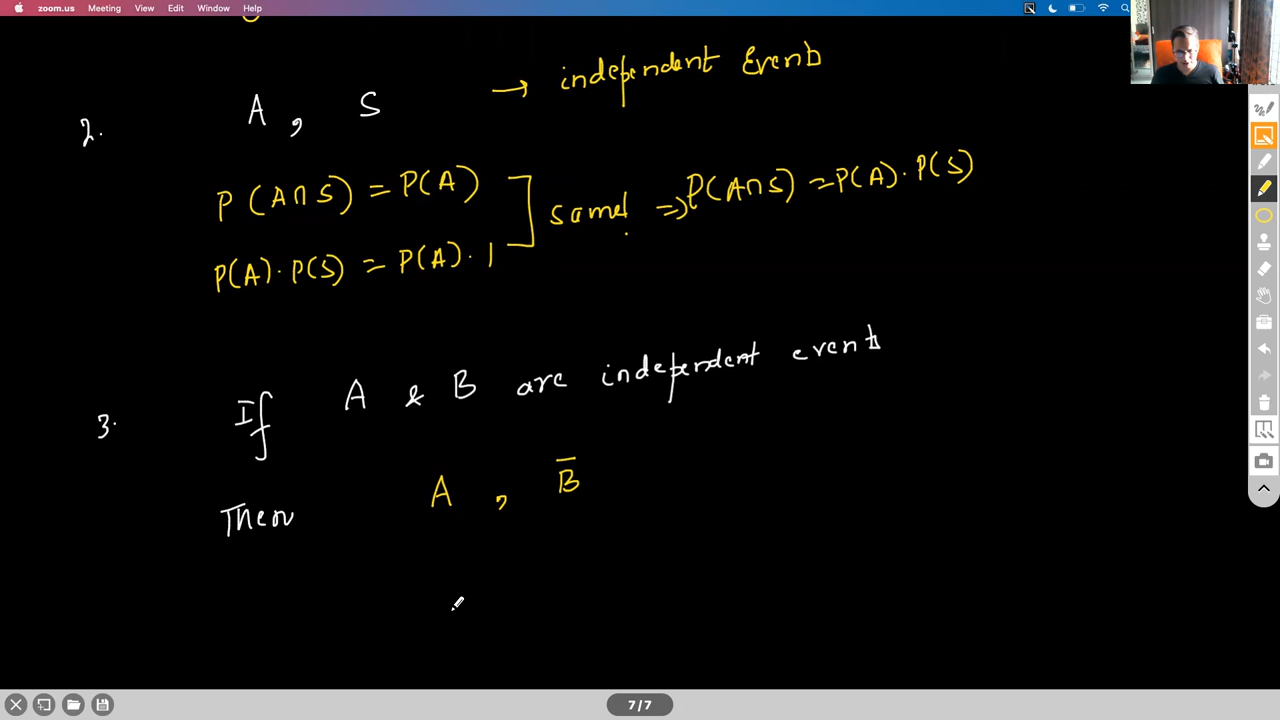 zoom.us Meeting View Edit Window Help
→ independent Events
2. A , S
P(A∩S) = P(A)
] same! ⇒ P(A∩S) = P(A)·P(S)
P(A)·P(S) = P(A)·1
3. If A & B are independent events
Then A , B̅
7/7